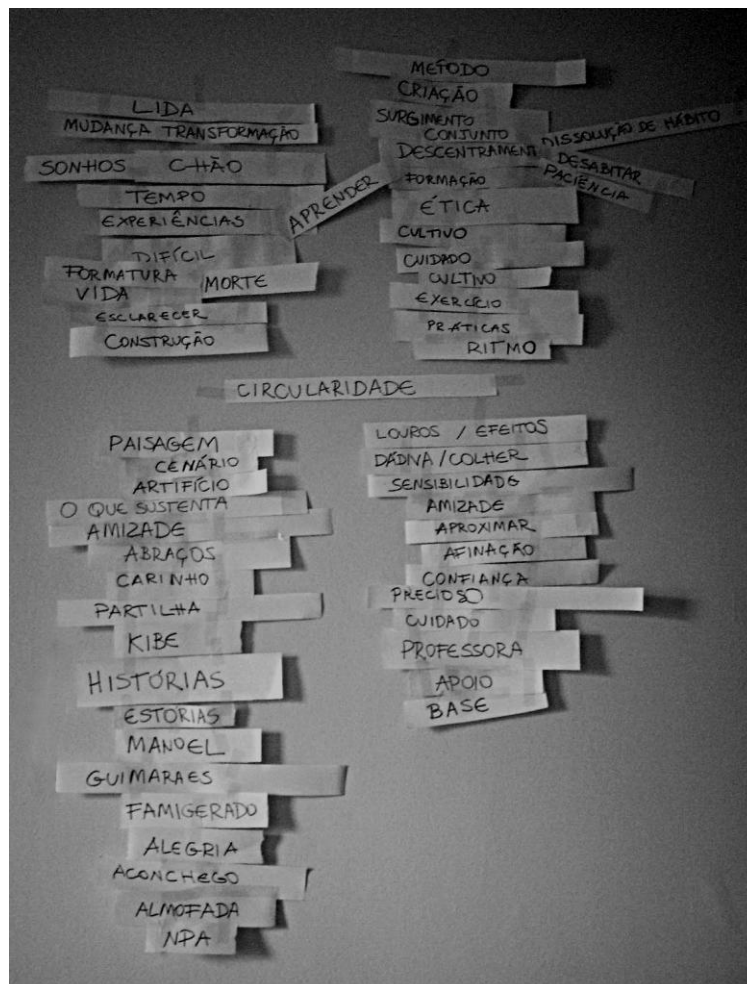 LIDA
MUDANÇA TRANSFORMAÇÃO
SONHOS CHÃO
TEMPO
EXPERIÊNCIAS
DIFÍCIL
FORMATURA
VIDA
MORTE
ESCLARECER
CONSTRUÇÃO
APRENDER
METODO
CRIAÇÃO
SURGIMENTO
CONJUNTO
DESCENTRAMENT
DISSOLUÇÃO DE HÁBITO
DESABITAR
PACIÊNCIA
FORMAÇÃO
ÉTICA
CULTIVO
CUIDADO
CULTIVO
EXERCÍCIO
PRÁTICAS
RITMO
CIRCULARIDADE
PAISAGEM
CENÁRIO
ARTIFÍCIO
O QUE SUSTENTA
AMIZADE
ABRAÇOS
CARINHO
PARTILHA
KIBE
HISTÓRIAS
ESTÓRIAS
MANOEL
GUIMARAES
FAMIGERADO
ALEGRIA
ACONCHEGO
ALMOFADA
NPA
LOUROS / EFEITOS
DÁDIVA/COLHER
SENSIBILIDADE
AMIZADE
APROXIMAR
AFINAÇÃO
CONFIANÇA
PRECIOSO
CUIDADO
PROFESSORA
APOIO
BASE